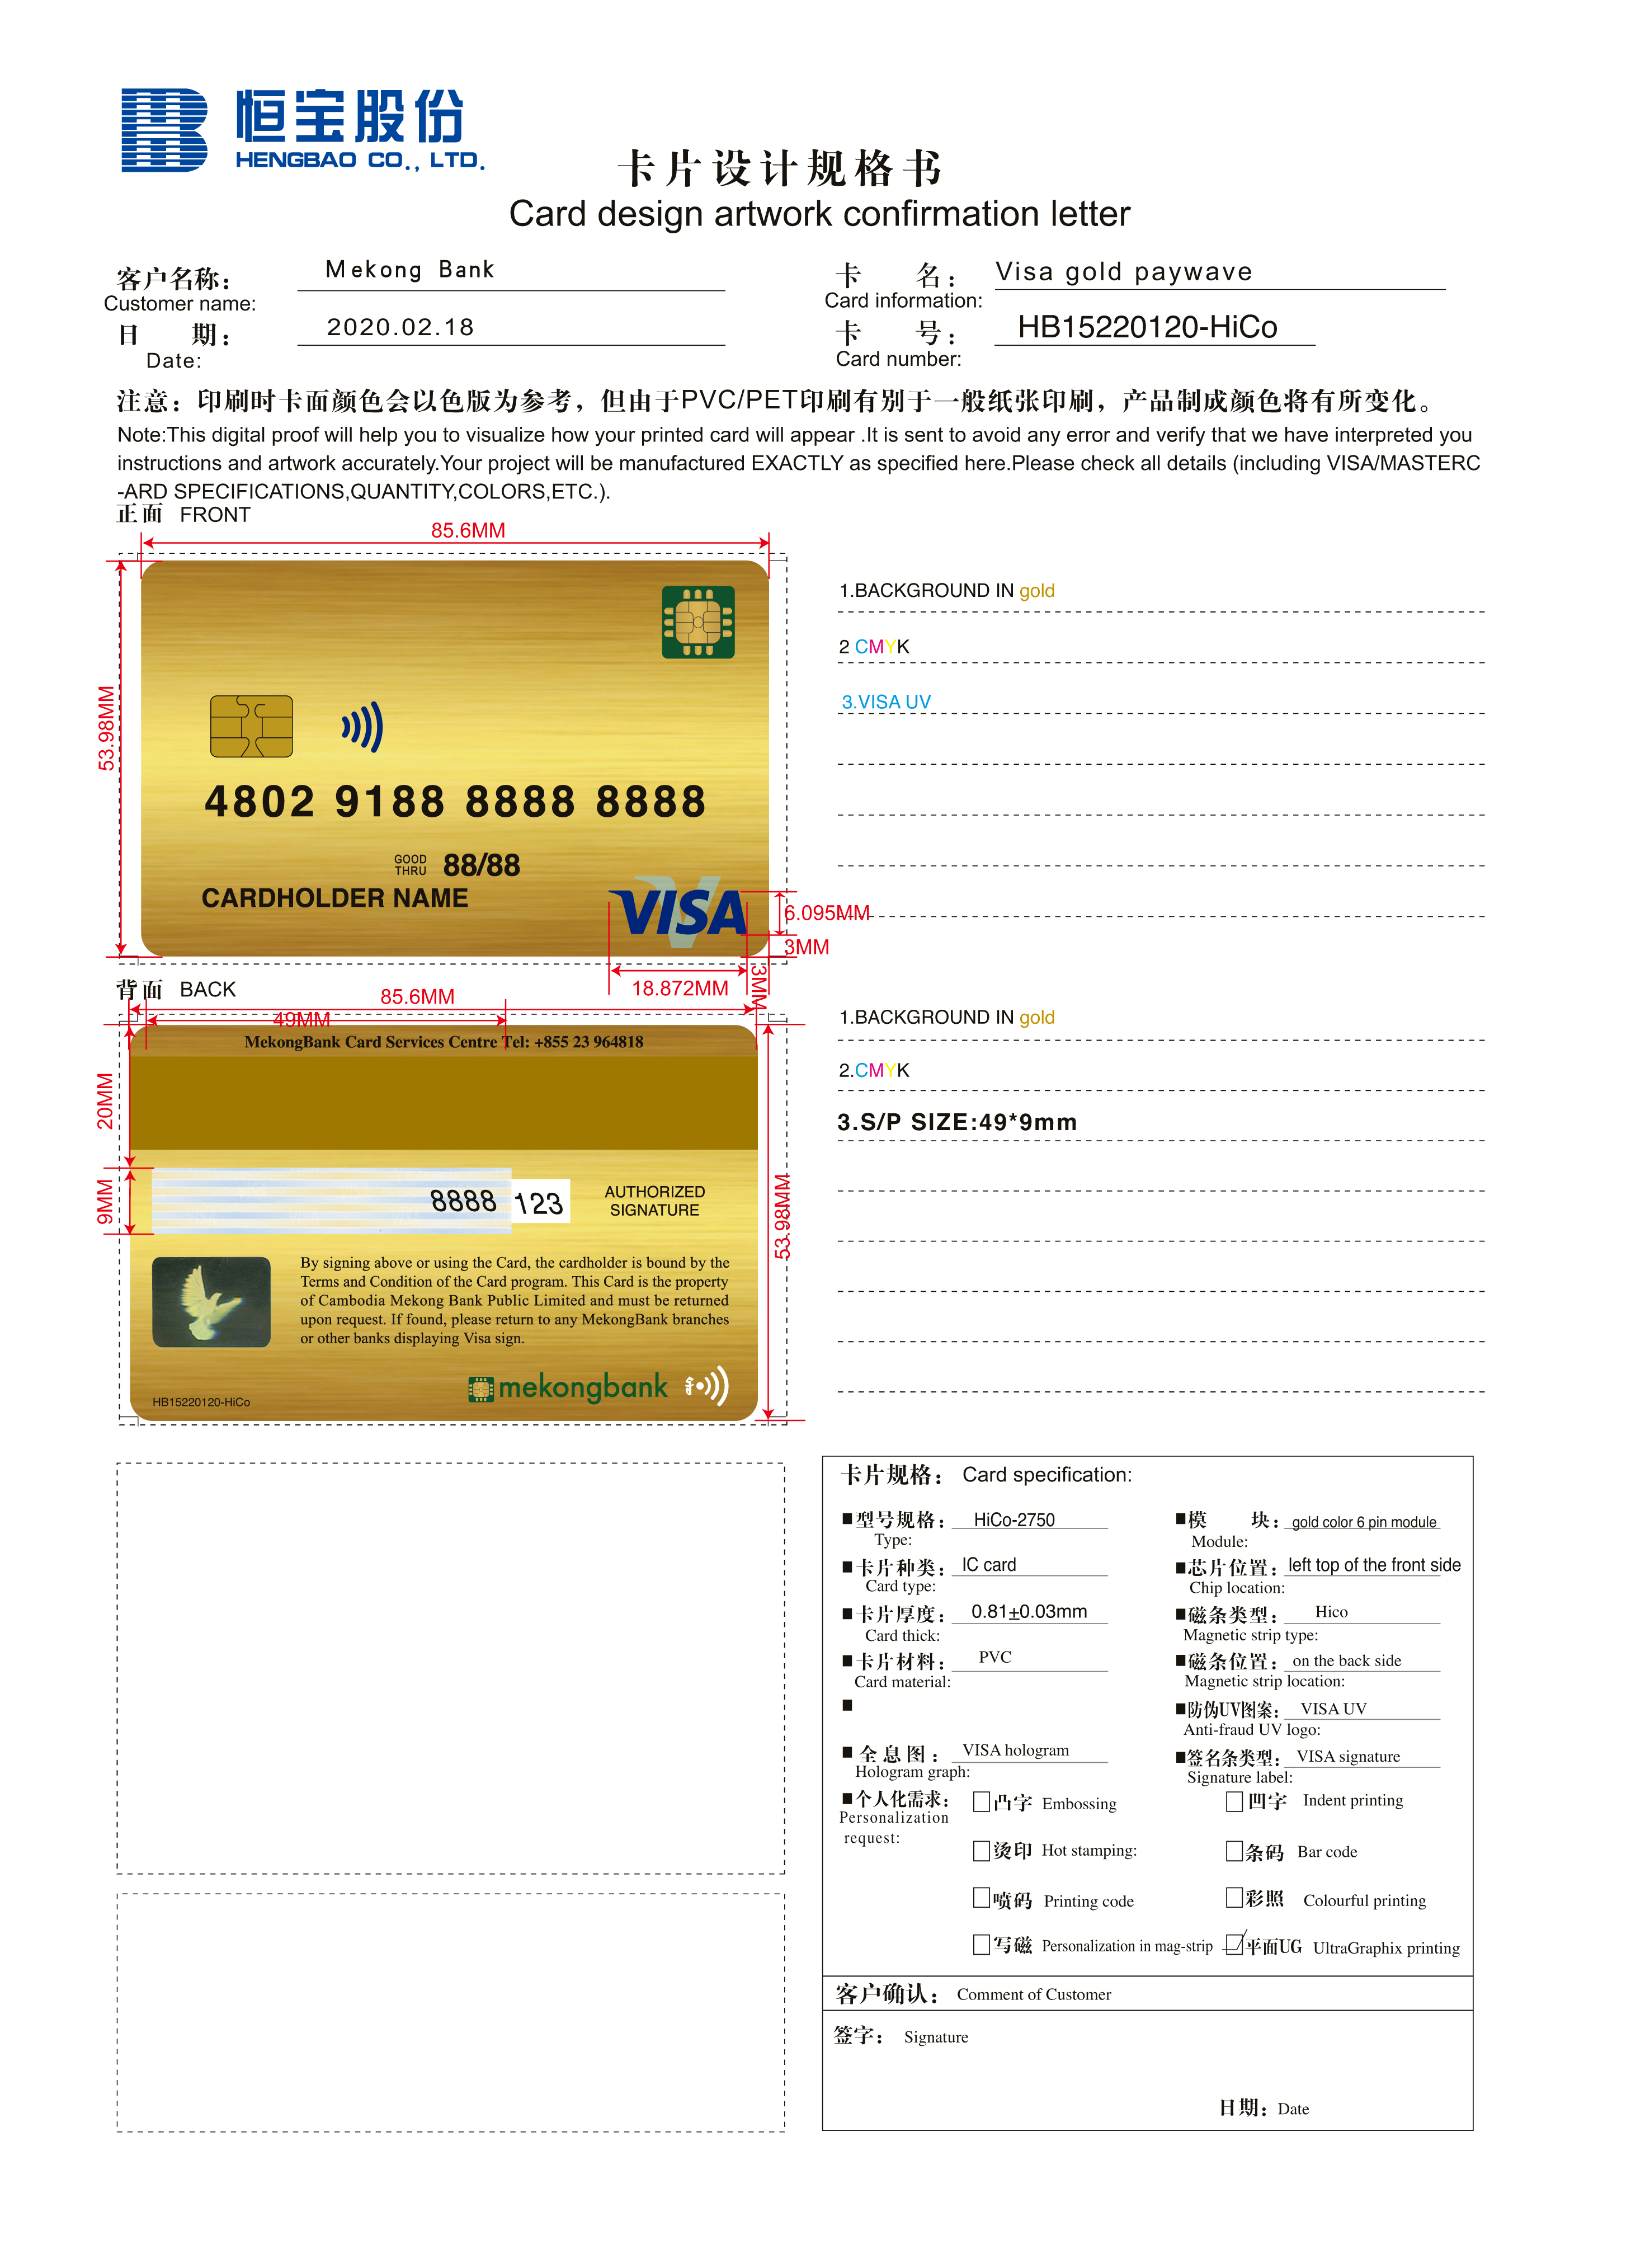 恒宝股份
HENGBAO CO., LTD.
卡片设计规格书
Card design artwork confirmation letter
客户名称： Mekong Bank
Customer name:
卡 名： Visa gold paywave
Card information:
日 期： 2020.02.18
Date:
卡 号： HB15220120-HiCo
Card number:
注意：印刷时卡面颜色会以色版为参考，但由于PVC/PET印刷有别于一般纸张印刷，产品制成颜色将有所变化。
Note:This digital proof will help you to visualize how your printed card will appear .It is sent to avoid any error and verify that we have interpreted you
instructions and artwork accurately.Your project will be manufactured EXACTLY as specified here.Please check all details (including VISA/MASTERC
-ARD SPECIFICATIONS,QUANTITY,COLORS,ETC.).
正面 FRONT
85.6MM
53.98MM
4802 9188 8888 8888
GOOD
THRU 88/88
CARDHOLDER NAME
VISA
6.095MM
3MM
18.872MM
3MM
1.BACKGROUND IN gold
2 CMYK
3.VISA UV
背面 BACK
85.6MM
49MM
MekongBank Card Services Centre Tel: +855 23 964818
20MM
9MM
53.98MM
8888 123
AUTHORIZED
SIGNATURE
By signing above or using the Card, the cardholder is bound by the
Terms and Condition of the Card program. This Card is the property
of Cambodia Mekong Bank Public Limited and must be returned
upon request. If found, please return to any MekongBank branches
or other banks displaying Visa sign.
mekongbank
HB15220120-HiCo
1.BACKGROUND IN gold
2.CMYK
3.S/P SIZE:49*9mm
卡片规格： Card specification:
■型号规格： HiCo-2750
Type:
■模 块： gold color 6 pin module
Module:
■卡片种类： IC card
Card type:
■芯片位置： left top of the front side
Chip location:
■卡片厚度： 0.81±0.03mm
Card thick:
■磁条类型： Hico
Magnetic strip type:
■卡片材料： PVC
Card material:
■磁条位置： on the back side
Magnetic strip location:
■
■防伪UV图案： VISA UV
Anti-fraud UV logo:
■全息图： VISA hologram
Hologram graph:
■签名条类型： VISA signature
Signature label:
■个人化需求：
Personalization
request:
□凸字 Embossing
□凹字 Indent printing
□烫印 Hot stamping:
□条码 Bar code
□喷码 Printing code
□彩照 Colourful printing
□写磁 Personalization in mag-strip
□平面UG UltraGraphix printing
客户确认： Comment of Customer
签字： Signature
日期：Date